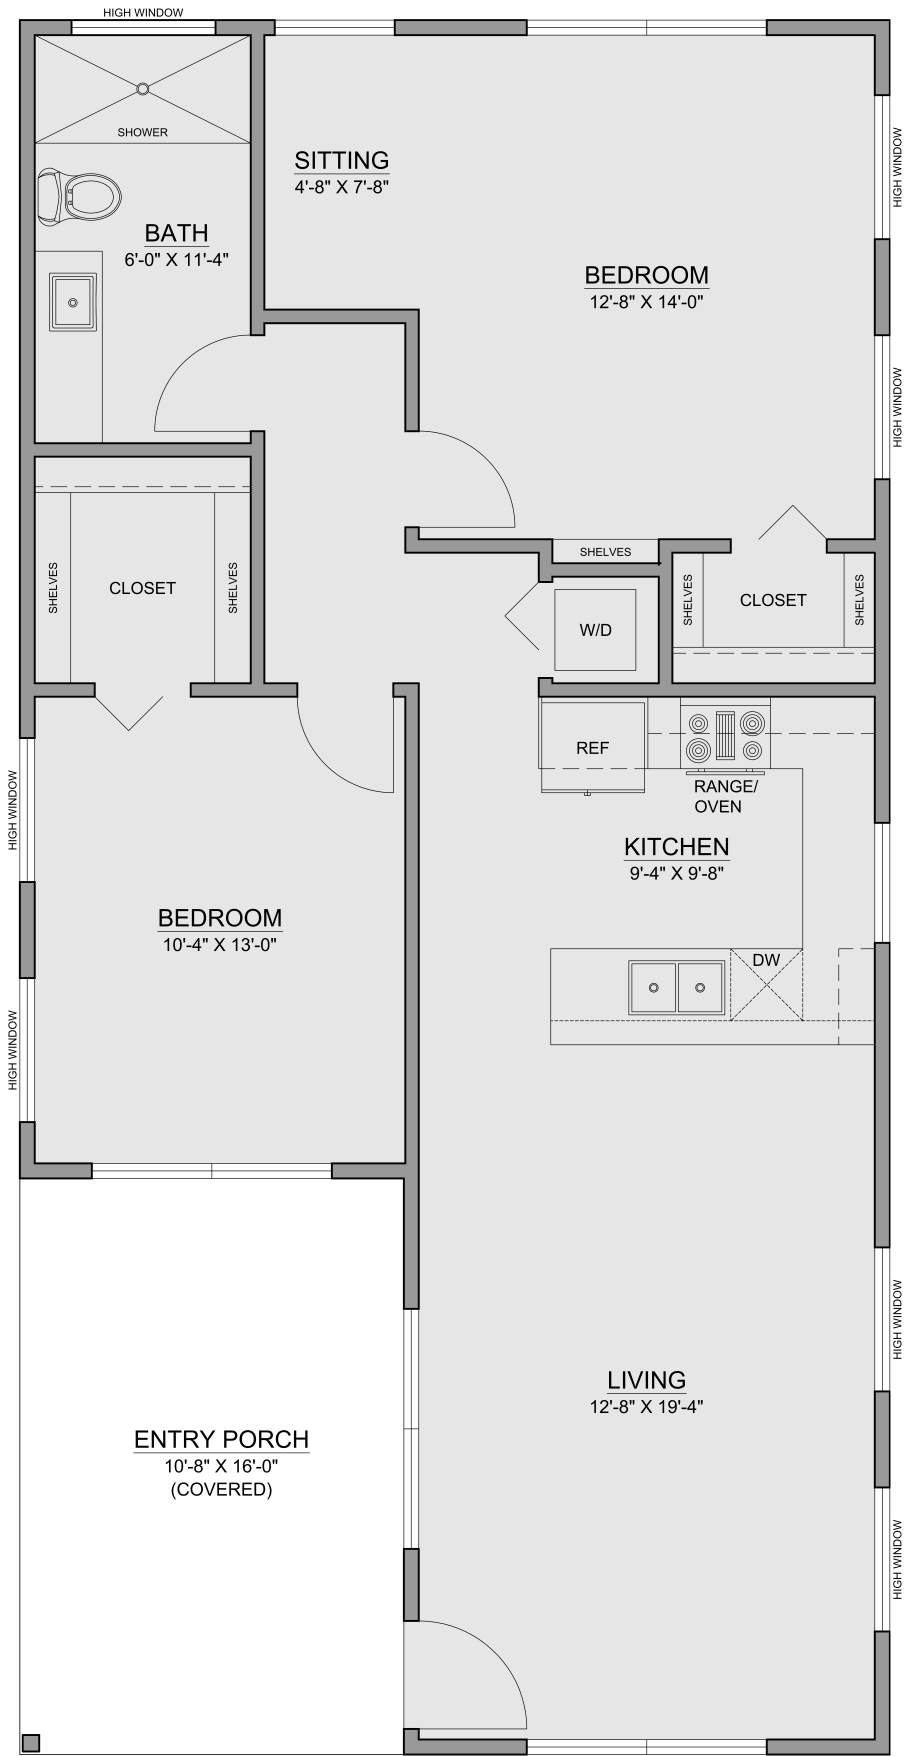 HIGH WINDOW
SHOWER
SITTING
4'-8" X 7'-8"
HIGH WINDOW
BATH
6'-0" X 11'-4"
BEDROOM
12'-8" X 14'-0"
HIGH WINDOW
SHELVES
CLOSET
SHELVES
SHELVES
W/D
SHELVES
CLOSET
SHELVES
REF
RANGE/
OVEN
HIGH WINDOW
KITCHEN
9'-4" X 9'-8"
BEDROOM
10'-4" X 13'-0"
DW
HIGH WINDOW
HIGH WINDOW
LIVING
12'-8" X 19'-4"
ENTRY PORCH
10'-8" X 16'-0"
(COVERED)
HIGH WINDOW